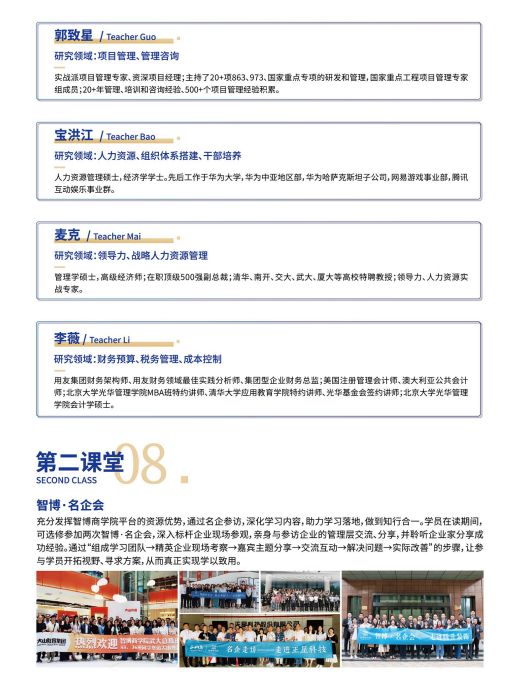 郭致星 / Teacher Guo
研究领域：项目管理、管理咨询
实战派项目管理专家、资深项目经理；主持了20+项863、973、国家重点专项的研发和管理，国家重点工程项目管理专家
组成员；20+年管理、培训和咨询经验、500+个项目管理经验积累。
宝洪江 / Teacher Bao
研究领域：人力资源、组织体系搭建、干部培养
人力资源管理硕士，经济学学士。先后工作于华为大学，华为中亚地区部，华为哈萨克斯坦子公司，网易游戏事业部，腾讯
互动娱乐事业群。
麦克 / Teacher Mai
研究领域：领导力、战略人力资源管理
管理学硕士，高级经济师；在职顶级500强副总裁；清华、南开、交大、武大、厦大等高校特聘教授；领导力、人力资源实
战专家。
李薇 / Teacher Li
研究领域：财务预算、税务管理、成本控制
用友集团财务架构师、用友财务领域最佳实践分析师、集团型企业财务总监；美国注册管理会计师、澳大利亚公共会计
师；北京大学光华管理学院MBA班特约讲师、清华大学应用教育学院特约讲师、光华基金会签约讲师；北京大学光华管理
学院会计学硕士。
第二课堂 08
SECOND CLASS
智博·名企会
充分发挥智博商学院平台的资源优势，通过名企参访，深化学习内容，助力学习落地，做到知行合一。学员在读期间，
可选修参加两次智博·名企会，深入标杆企业现场参观，亲身与参访企业的管理层交流、分享，并聆听企业家分享成
功经验。通过“组成学习团队→精英企业现场考察→嘉宾主题分享→交流互动→解决问题→实际改善”的步骤，让参
与学员开拓视野、寻求方案，从而真正实现学以致用。
热烈欢迎
名企走访——走进正星科技